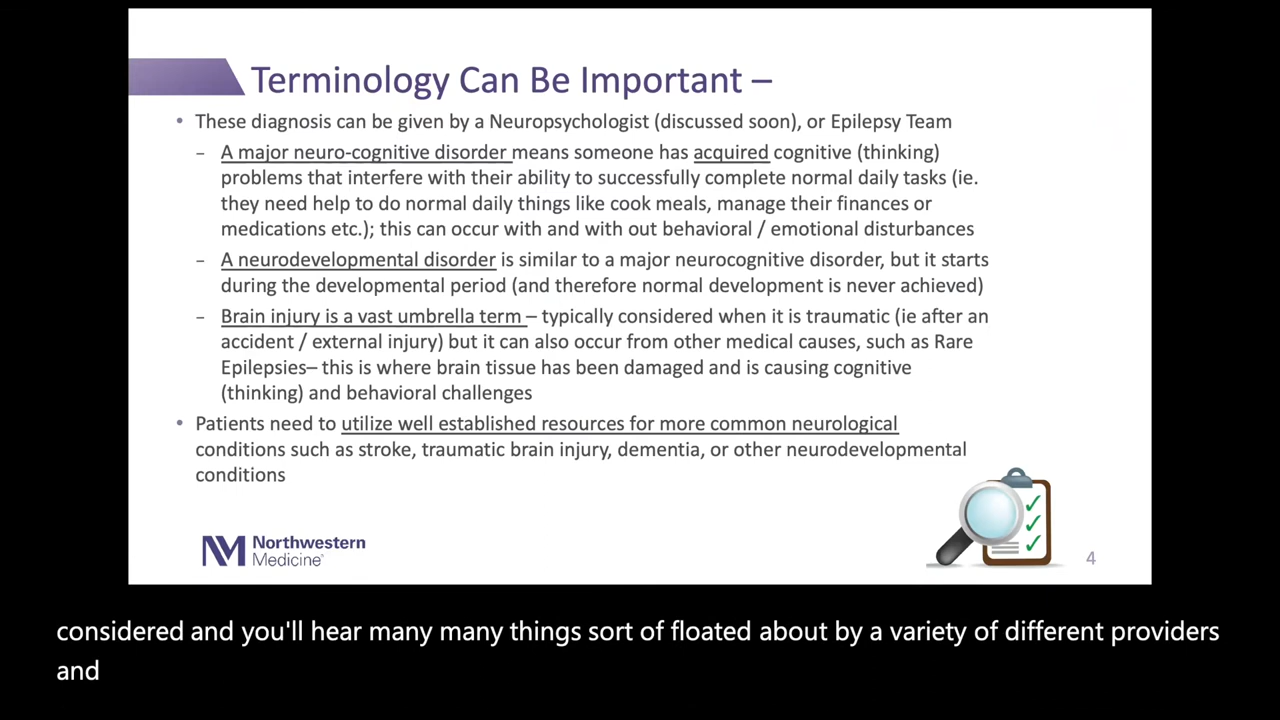 Terminology Can Be Important –
• These diagnosis can be given by a Neuropsychologist (discussed soon), or Epilepsy Team
– A major neuro-cognitive disorder means someone has acquired cognitive (thinking)
problems that interfere with their ability to successfully complete normal daily tasks (ie.
they need help to do normal daily things like cook meals, manage their finances or
medications etc.); this can occur with and with out behavioral / emotional disturbances
– A neurodevelopmental disorder is similar to a major neurocognitive disorder, but it starts
during the developmental period (and therefore normal development is never achieved)
– Brain injury is a vast umbrella term – typically considered when it is traumatic (ie after an
accident / external injury) but it can also occur from other medical causes, such as Rare
Epilepsies– this is where brain tissue has been damaged and is causing cognitive
(thinking) and behavioral challenges
• Patients need to utilize well established resources for more common neurological
conditions such as stroke, traumatic brain injury, dementia, or other neurodevelopmental
conditions
NM Northwestern
Medicine®
4
considered and you'll hear many many things sort of floated about by a variety of different providers
and